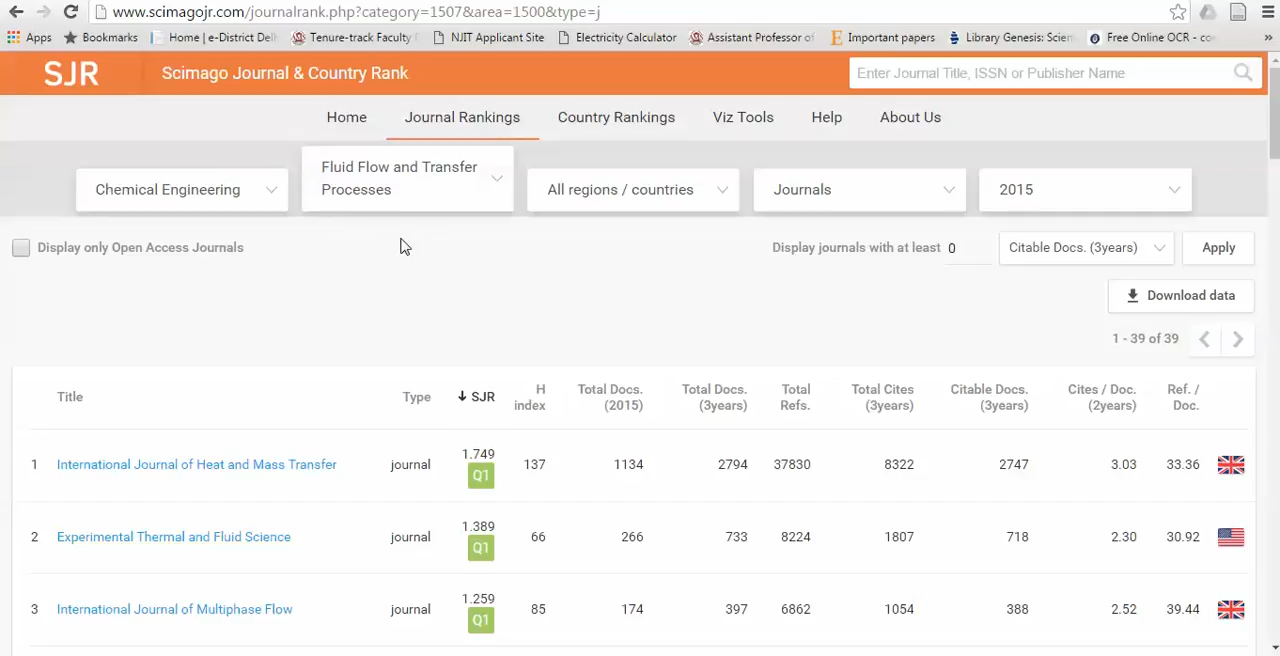 www.scimagojr.com/journalrank.php?category=1507&area=1500&type=j
Apps Bookmarks Home | e-District Delh Tenure-track Faculty NJIT Applicant Site Electricity Calculator Assistant Professor of Important papers Library Genesis: Scien Free Online OCR - co »
SJR Scimago Journal & Country Rank Enter Journal Title, ISSN or Publisher Name
Home Journal Rankings Country Rankings Viz Tools Help About Us
Chemical Engineering
Fluid Flow and Transfer
Processes
All regions / countries
Journals
2015
Display only Open Access Journals Display journals with at least 0 Citable Docs. (3years) Apply
Download data
1 - 39 of 39
Title Type SJR
H
index
Total Docs.
(2015)
Total Docs.
(3years)
Total
Refs.
Total Cites
(3years)
Citable Docs.
(3years)
Cites / Doc.
(2years)
Ref. /
Doc.
1 International Journal of Heat and Mass Transfer journal 1.749 Q1 137 1134 2794 37830 8322 2747 3.03 33.36
2 Experimental Thermal and Fluid Science journal 1.389 Q1 66 266 733 8224 1807 718 2.30 30.92
3 International Journal of Multiphase Flow journal 1.259 Q1 85 174 397 6862 1054 388 2.52 39.44